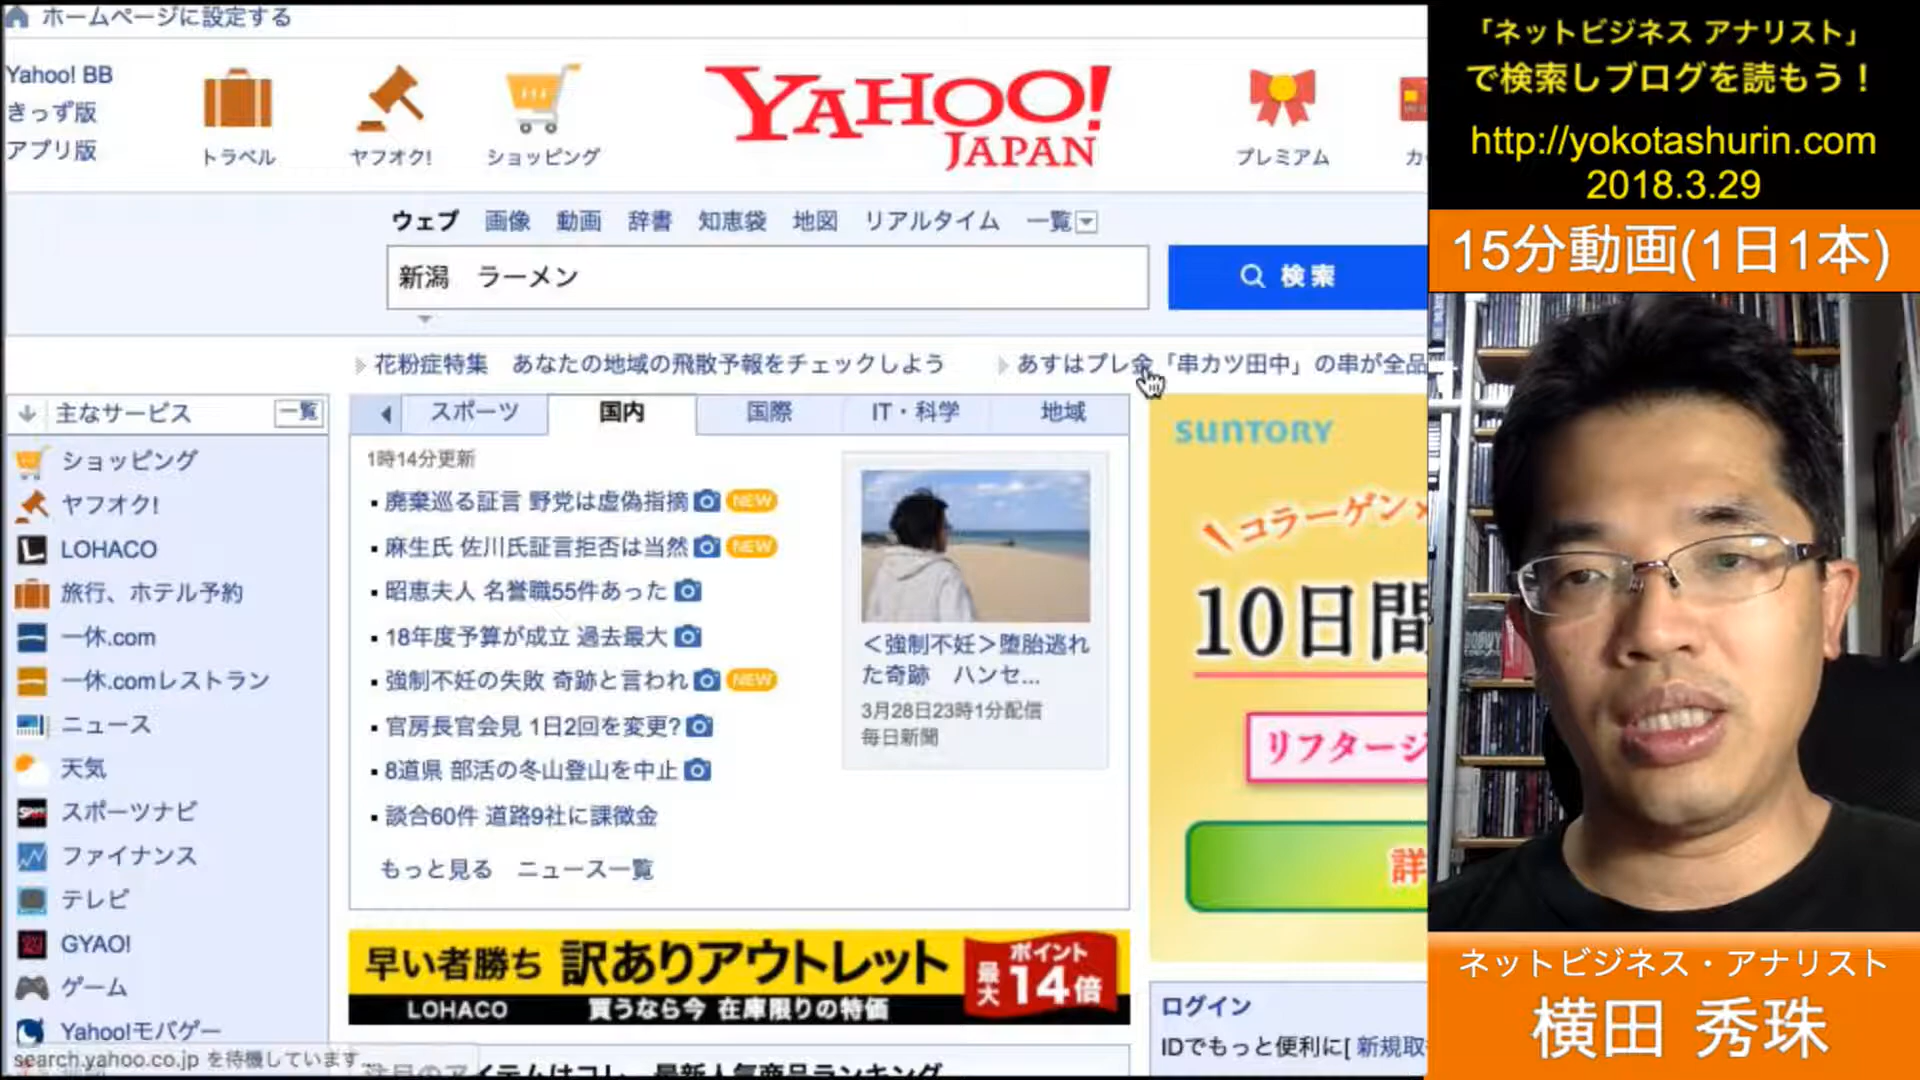 ホームページに設定する
Yahoo! BB
きっず版
アプリ版
トラベル
ヤフオク!
ショッピング
YAHOO!
JAPAN
プレミアム
カ
ウェブ 画像 動画 辞書 知恵袋 地図 リアルタイム 一覧
新潟 ラーメン
検索
花粉症特集 あなたの地域の飛散予報をチェックしよう
あすはプレ金「串カツ田中」の串が全品
主なサービス 一覧
ショッピング
ヤフオク!
LOHACO
旅行、ホテル予約
一休.com
一休.comレストラン
ニュース
天気
スポーツナビ
ファイナンス
テレビ
GYAO!
ゲーム
Yahoo!モバゲー
search.yahoo.co.jp を待機しています
スポーツ 国内 国際 IT・科学 地域
1時14分更新
廃棄巡る証言 野党は虚偽指摘 NEW
麻生氏 佐川氏証言拒否は当然 NEW
昭恵夫人 名誉職55件あった
18年度予算が成立 過去最大
強制不妊の失敗 奇跡と言われ NEW
官房長官会見 1日2回を変更?
8道県 部活の冬山登山を中止
談合60件 道路9社に課徴金
もっと見る ニュース一覧
＜強制不妊＞堕胎逃れ
た奇跡 ハンセ...
3月28日23時1分配信
毎日新聞
早い者勝ち 訳ありアウトレット
LOHACO 買うなら今 在庫限りの特価
ポイント
最大14倍
SUNTORY
コラーゲン×
10日間
リフタージ
詳
ログイン
IDでもっと便利に[ 新規取
「ネットビジネス アナリスト」
で検索しブログを読もう！
http://yokotashurin.com
2018.3.29
15分動画(1日1本)
ネットビジネス・アナリスト
横田 秀珠